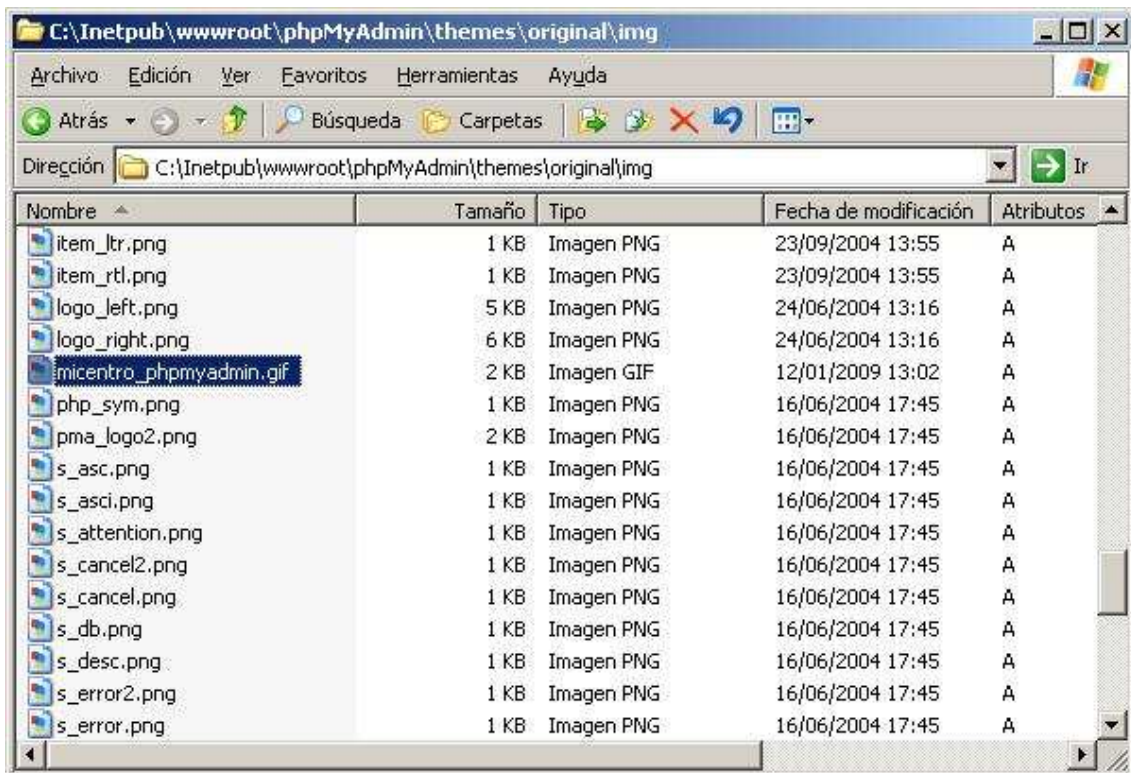 C:\Inetpub\wwwroot\phpMyAdmin\themes\original\img
Archivo Edición Ver Favoritos Herramientas Ayuda
Atrás Búsqueda Carpetas
Dirección C:\Inetpub\wwwroot\phpMyAdmin\themes\original\img Ir
Nombre Tamaño Tipo Fecha de modificación Atributos
item_ltr.png 1 KB Imagen PNG 23/09/2004 13:55 A
item_rtl.png 1 KB Imagen PNG 23/09/2004 13:55 A
logo_left.png 5 KB Imagen PNG 24/06/2004 13:16 A
logo_right.png 6 KB Imagen PNG 24/06/2004 13:16 A
micentro_phpmyadmin.gif 2 KB Imagen GIF 12/01/2009 13:02 A
php_sym.png 1 KB Imagen PNG 16/06/2004 17:45 A
pma_logo2.png 2 KB Imagen PNG 16/06/2004 17:45 A
s_asc.png 1 KB Imagen PNG 16/06/2004 17:45 A
s_asci.png 1 KB Imagen PNG 16/06/2004 17:45 A
s_attention.png 1 KB Imagen PNG 16/06/2004 17:45 A
s_cancel2.png 1 KB Imagen PNG 16/06/2004 17:45 A
s_cancel.png 1 KB Imagen PNG 16/06/2004 17:45 A
s_db.png 1 KB Imagen PNG 16/06/2004 17:45 A
s_desc.png 1 KB Imagen PNG 16/06/2004 17:45 A
s_error2.png 1 KB Imagen PNG 16/06/2004 17:45 A
s_error.png 1 KB Imagen PNG 16/06/2004 17:45 A